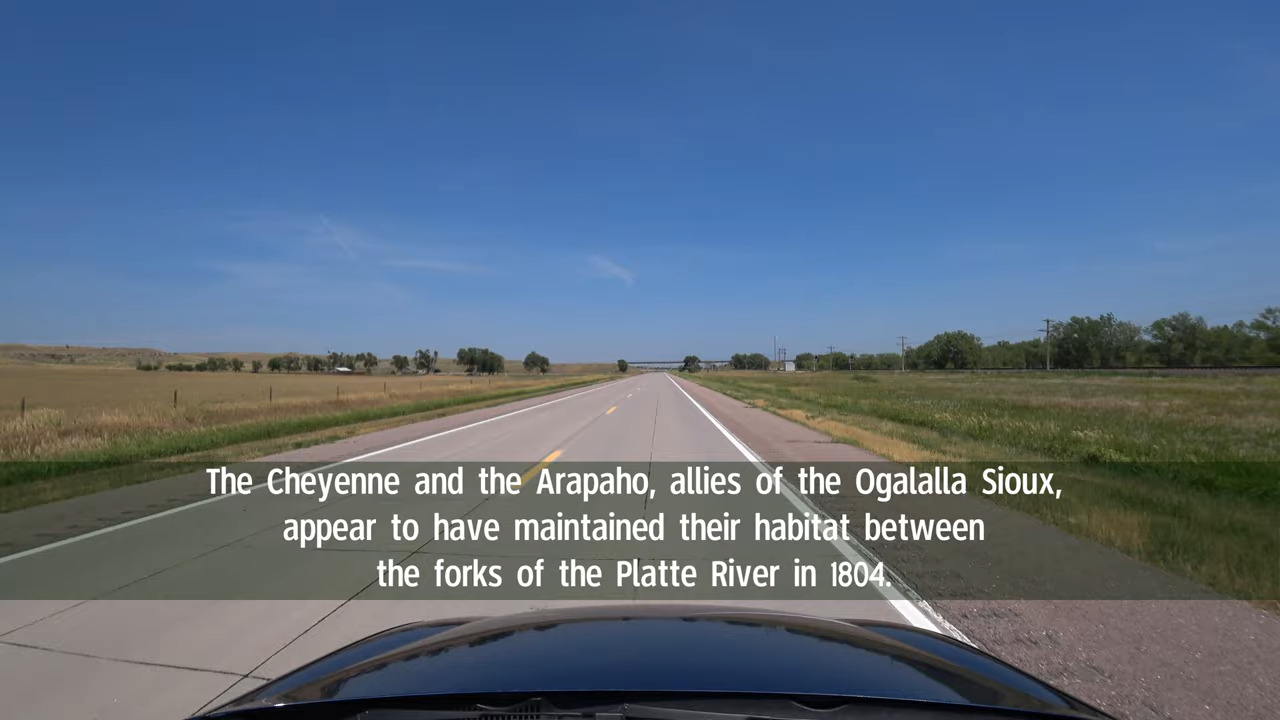 The Cheyenne and the Arapaho, allies of the Ogalalla Sioux,
appear to have maintained their habitat between
the forks of the Platte River in 1804.